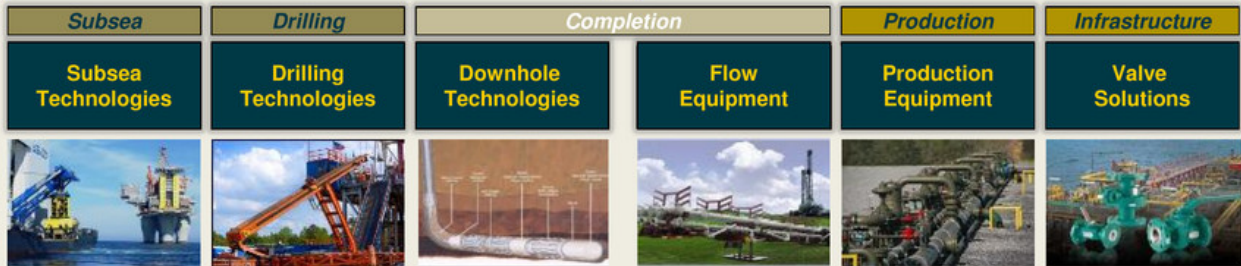 Subsea
Drilling
Completion
Production
Infrastructure
Subsea
Technologies
Drilling
Technologies
Downhole
Technologies
Flow
Equipment
Production
Equipment
Valve
Solutions